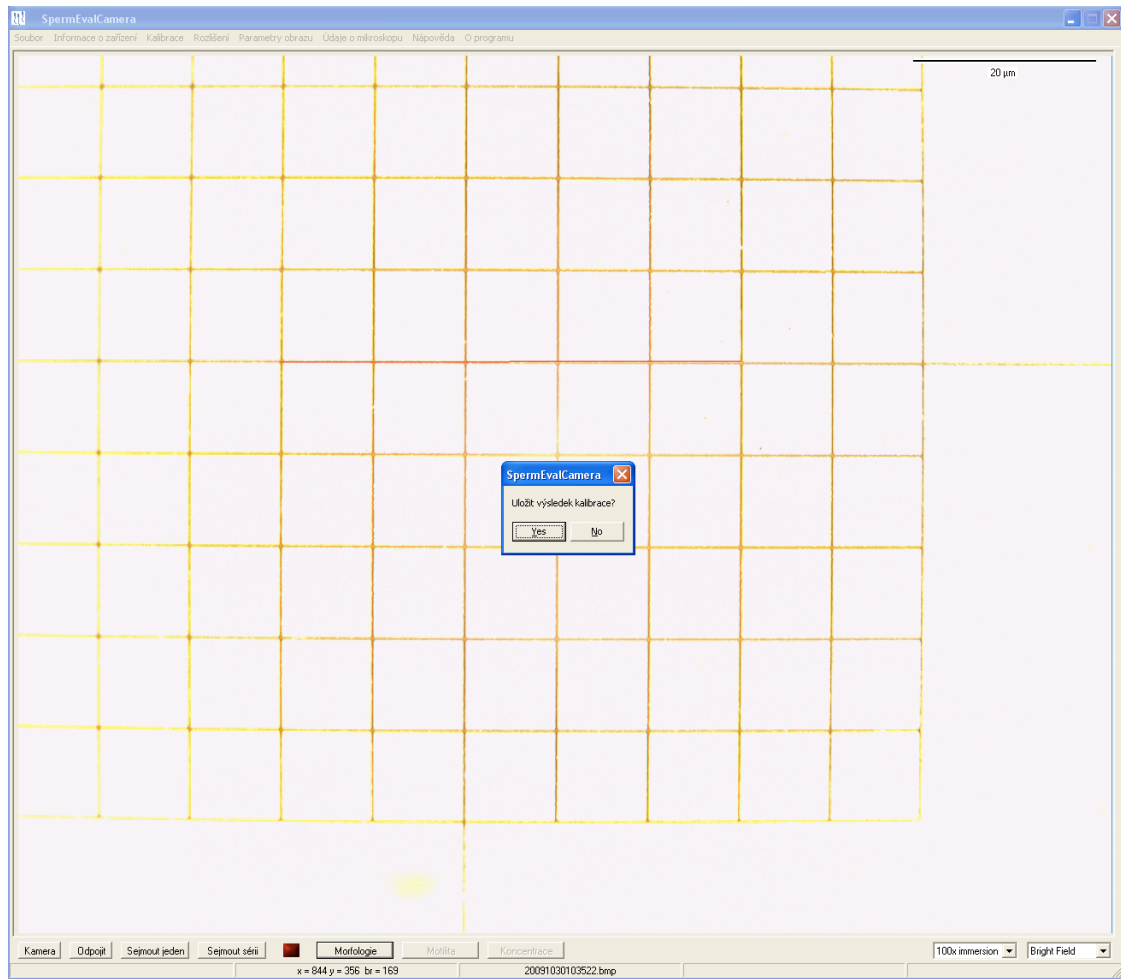 SpermEvalCamera
Soubor Informace o zařízení Kalibrace Rozlišení Parametry obrazu Údaje o mikroskopu Nápověda O programu
20 µm
SpermEvalCamera
Uložit výsledek kalibrace?
Yes No
Kamera Odpojit Sejmout jeden Sejmout sérii Morfologie Motilita Koncentrace 100x immersion Bright Field
x = 844 y = 356 br = 169 20091030103522.bmp